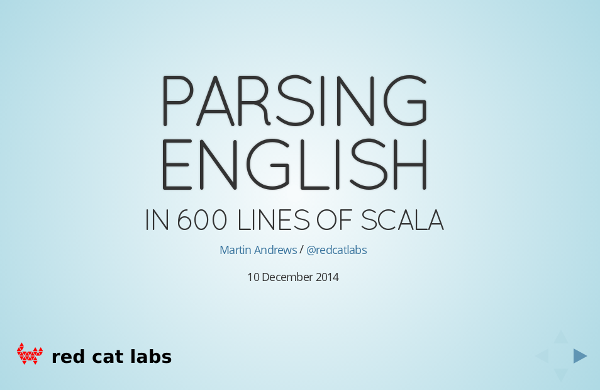 PARSING
ENGLISH
IN 600 LINES OF SCALA
Martin Andrews / @redcatlabs
10 December 2014
red cat labs